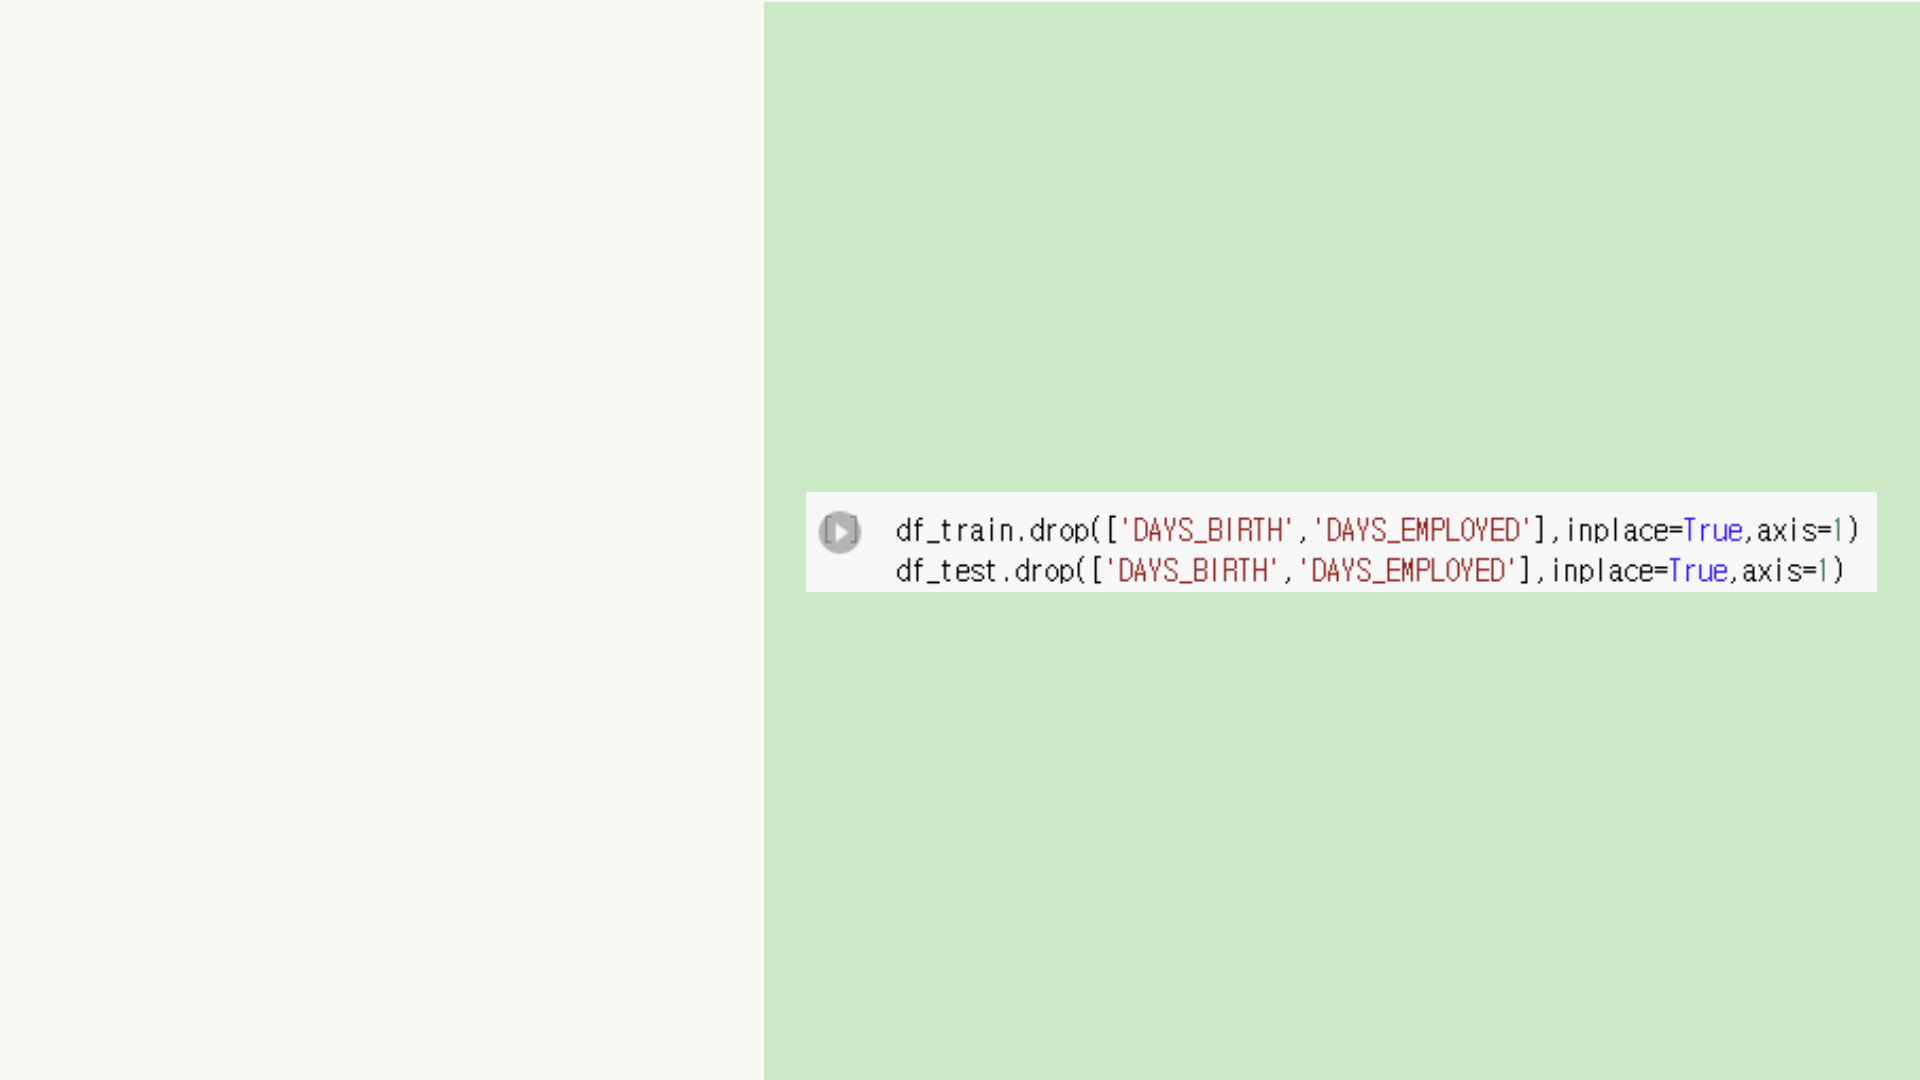 [ ] df_train.drop(['DAYS_BIRTH','DAYS_EMPLOYED'],inplace=True,axis=1)
df_test.drop(['DAYS_BIRTH','DAYS_EMPLOYED'],inplace=True,axis=1)